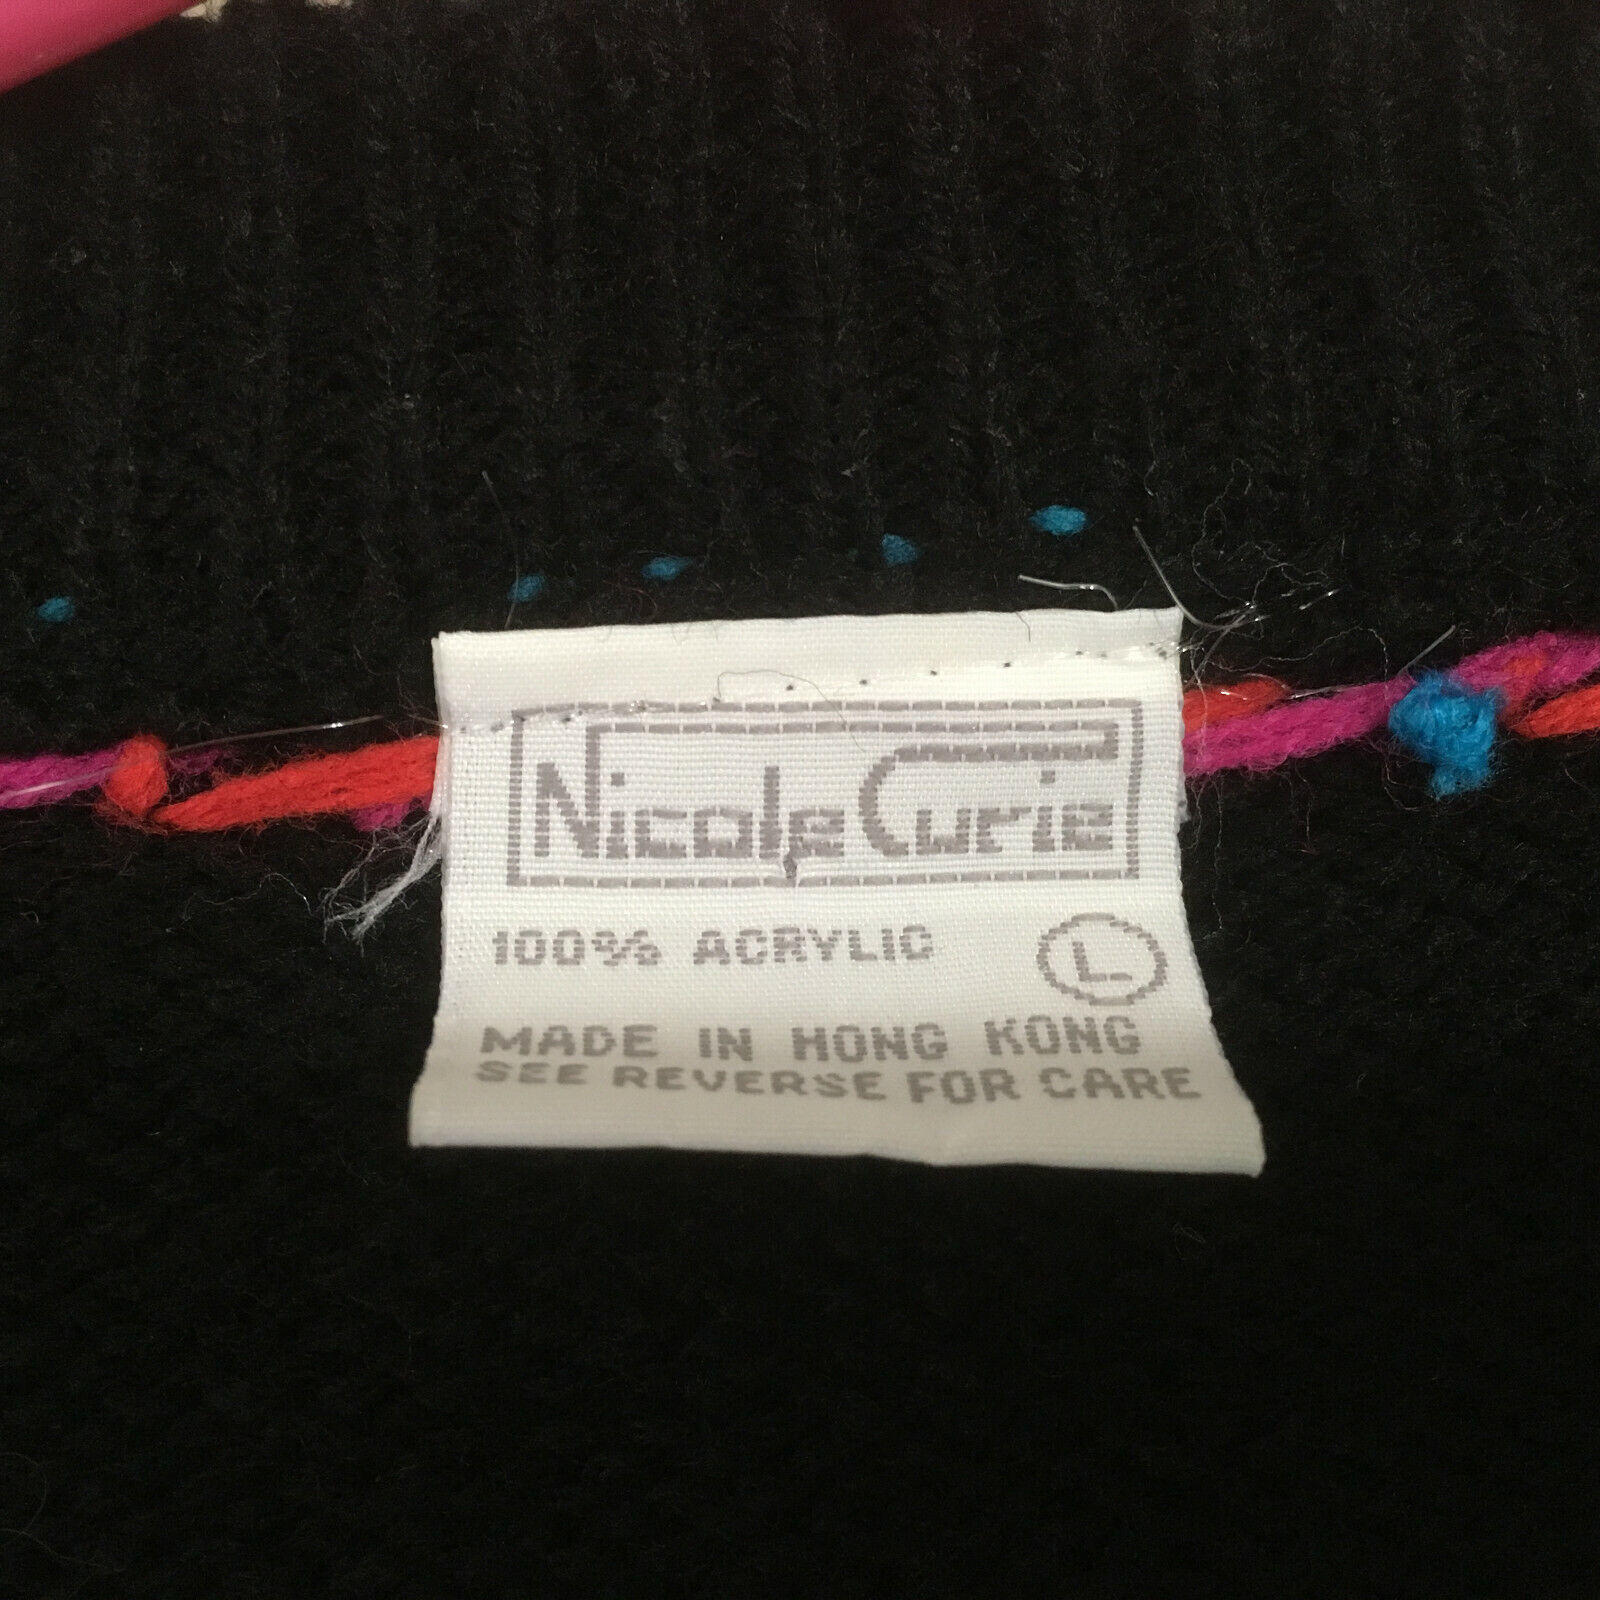 Nicole Curie
100% ACRYLIC L
MADE IN HONG KONG
SEE REVERSE FOR CARE